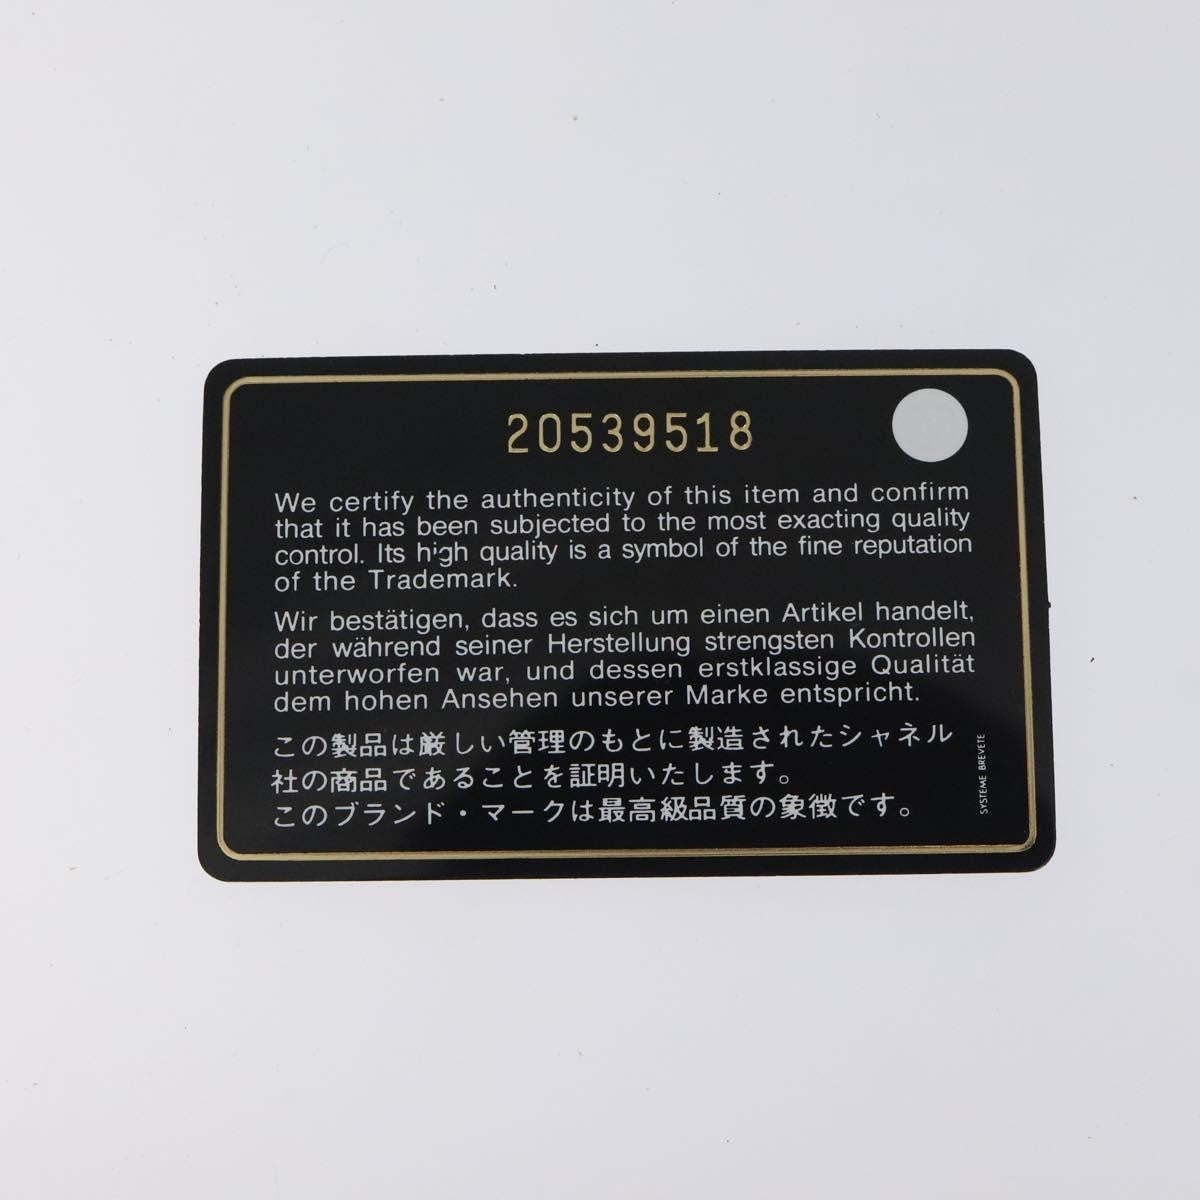 20539518
We certify the authenticity of this item and confirm
that it has been subjected to the most exacting quality
control. Its high quality is a symbol of the fine reputation
of the Trademark.
Wir bestätigen, dass es sich um einen Artikel handelt,
der während seiner Herstellung strengsten Kontrollen
unterworfen war, und dessen erstklassige Qualität
dem hohen Ansehen unserer Marke entspricht.
この製品は厳しい管理のもとに製造されたシャネル
社の商品であることを証明いたします。
このブランド・マークは最高級品質の象徴です。
SYSTEME BREVETE